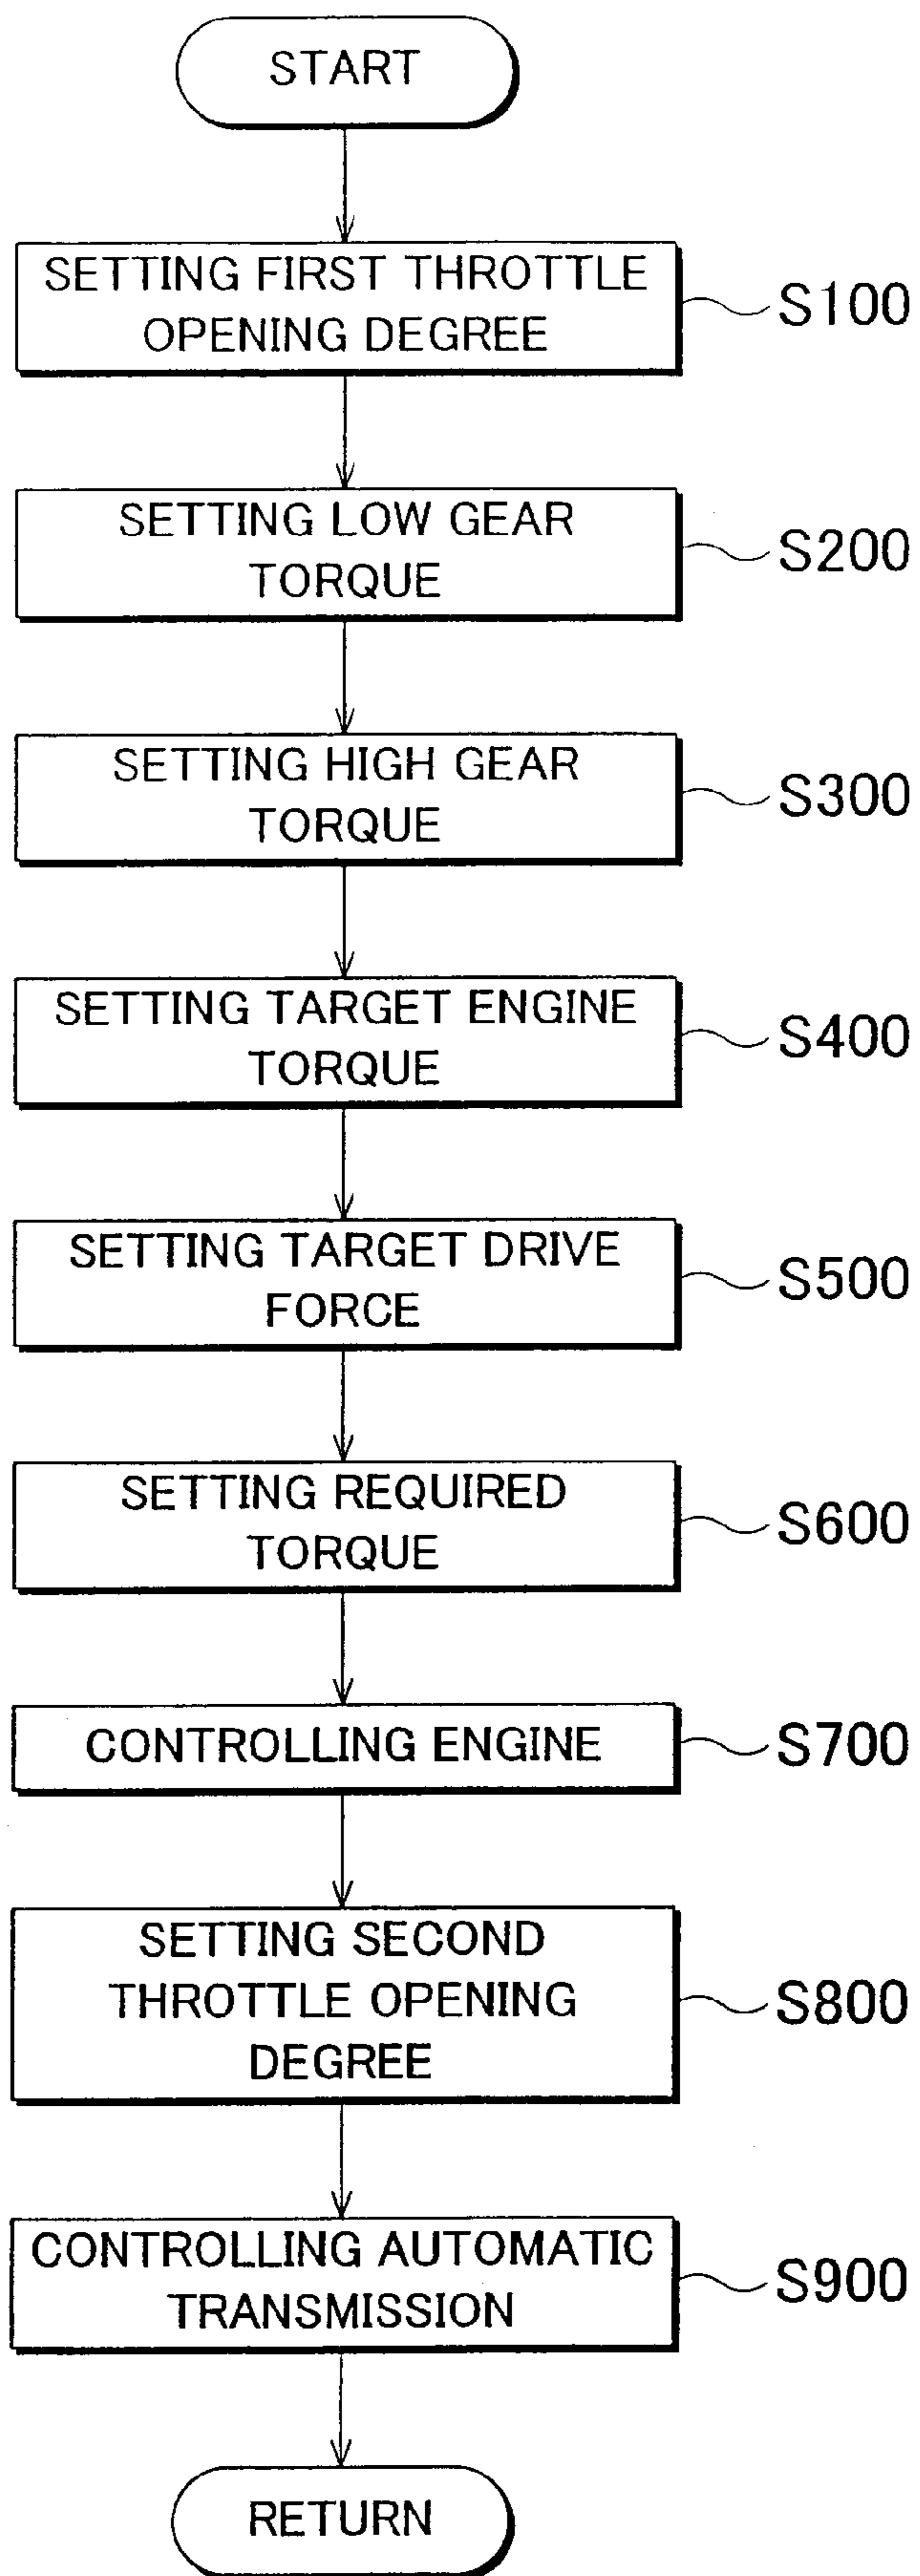 START
SETTING FIRST THROTTLE
OPENING DEGREE
S100
SETTING LOW GEAR
TORQUE
S200
SETTING HIGH GEAR
TORQUE
S300
SETTING TARGET ENGINE
TORQUE
S400
SETTING TARGET DRIVE
FORCE
S500
SETTING REQUIRED
TORQUE
S600
CONTROLLING ENGINE
S700
SETTING SECOND
THROTTLE OPENING
DEGREE
S800
CONTROLLING AUTOMATIC
TRANSMISSION
S900
RETURN